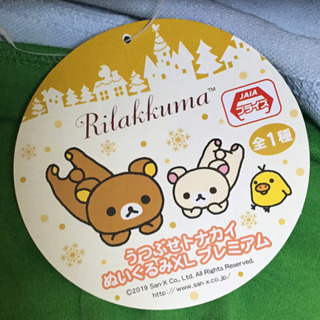 Rilakkuma™
JAIA
プライズ
全1種
うつぶせトナカイ
ぬいぐるみXL プレミアム
©2019 San-X Co., Ltd. All Rights Reserved.
http://www.san-x.co.jp/